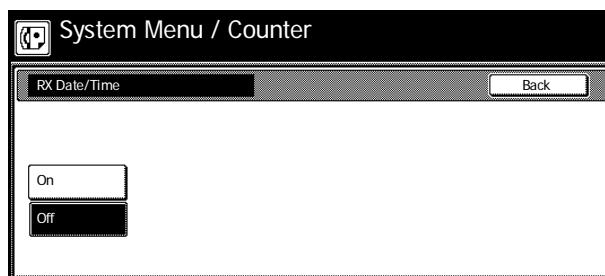 System Menu / Counter
RX Date/Time
Back
On
Off